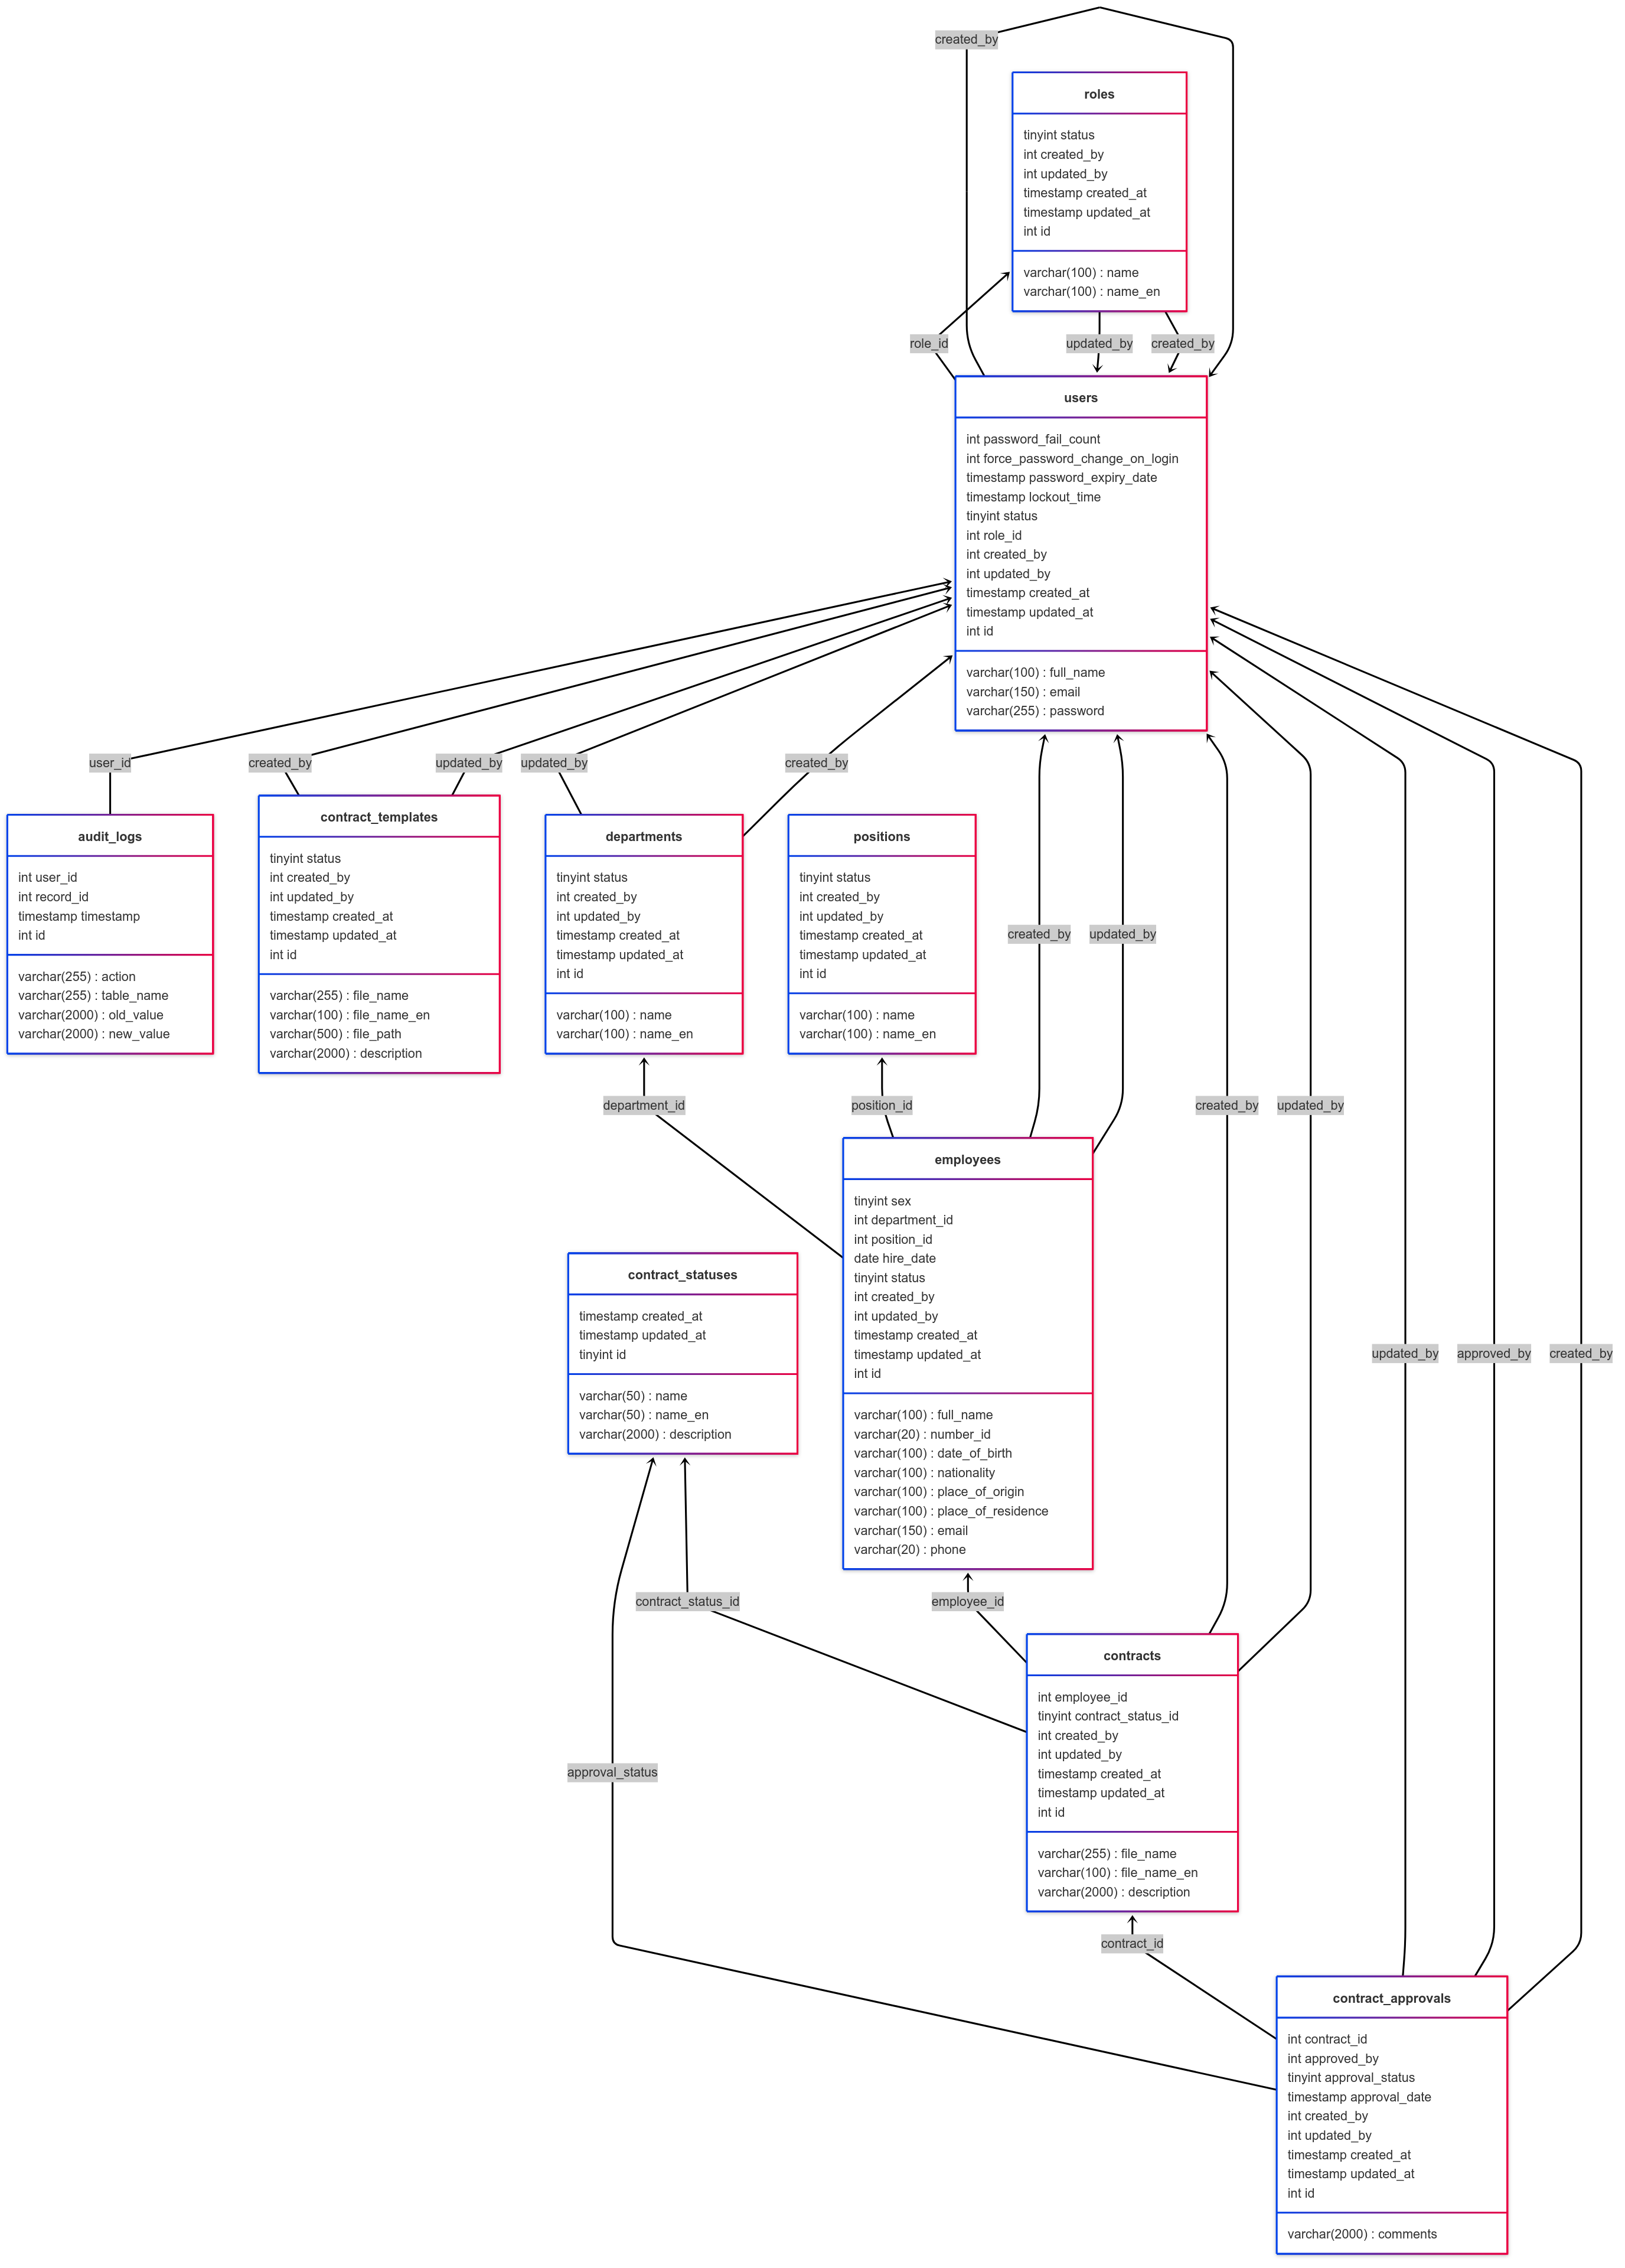 created_by
roles
tinyint status
int created_by
int updated_by
timestamp created_at
timestamp updated_at
int id
varchar(100) : name
varchar(100) : name_en
role_id
updated_by
created_by
users
int password_fail_count
int force_password_change_on_login
timestamp password_expiry_date
timestamp lockout_time
tinyint status
int role_id
int created_by
int updated_by
timestamp created_at
timestamp updated_at
int id
varchar(100) : full_name
varchar(150) : email
varchar(255) : password
user_id
created_by
updated_by
updated_by
created_by
audit_logs
int user_id
int record_id
timestamp timestamp
int id
varchar(255) : action
varchar(255) : table_name
varchar(2000) : old_value
varchar(2000) : new_value
contract_templates
tinyint status
int created_by
int updated_by
timestamp created_at
timestamp updated_at
int id
varchar(255) : file_name
varchar(100) : file_name_en
varchar(500) : file_path
varchar(2000) : description
departments
tinyint status
int created_by
int updated_by
timestamp created_at
timestamp updated_at
int id
varchar(100) : name
varchar(100) : name_en
positions
tinyint status
int created_by
int updated_by
timestamp created_at
timestamp updated_at
int id
varchar(100) : name
varchar(100) : name_en
created_by
updated_by
department_id
position_id
created_by
updated_by
employees
tinyint sex
int department_id
int position_id
date hire_date
tinyint status
int created_by
int updated_by
timestamp created_at
timestamp updated_at
int id
varchar(100) : full_name
varchar(20) : number_id
varchar(100) : date_of_birth
varchar(100) : nationality
varchar(100) : place_of_origin
varchar(100) : place_of_residence
varchar(150) : email
varchar(20) : phone
contract_statuses
timestamp created_at
timestamp updated_at
tinyint id
varchar(50) : name
varchar(50) : name_en
varchar(2000) : description
updated_by
approved_by
created_by
contract_status_id
employee_id
contracts
int employee_id
tinyint contract_status_id
int created_by
int updated_by
timestamp created_at
timestamp updated_at
int id
varchar(255) : file_name
varchar(100) : file_name_en
varchar(2000) : description
approval_status
contract_id
contract_approvals
int contract_id
int approved_by
tinyint approval_status
timestamp approval_date
int created_by
int updated_by
timestamp created_at
timestamp updated_at
int id
varchar(2000) : comments